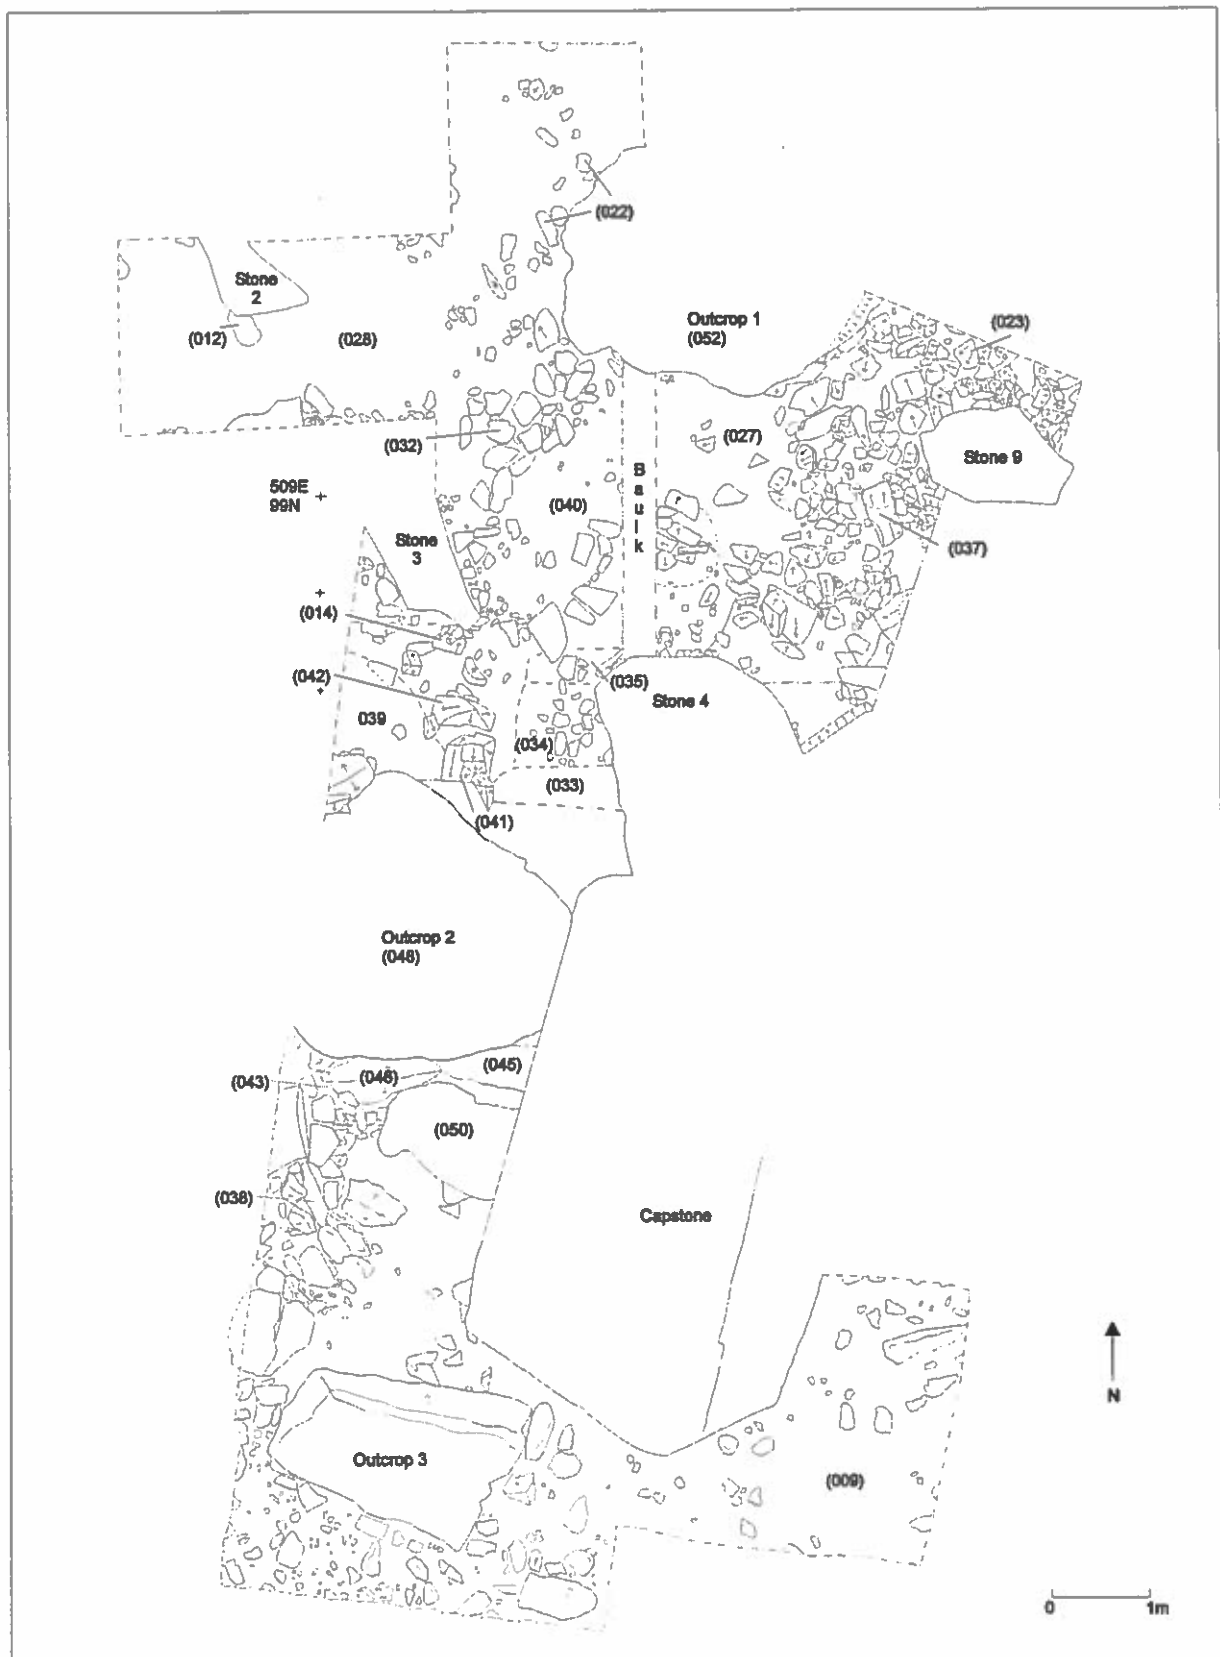 (022)
Stone
2
(012)
(028)
Outcrop 1
(052)
(023)
(032)
(027)
Stone 9
509E
99N
Baulk
(040)
Stone
3
(037)
(014)
(042)
(035)
Stone 4
039
(034)
(033)
(041)
Outcrop 2
(048)
(045)
(046)
(043)
(050)
(038)
Capstone
N
Outcrop 3
(009)
0 1m